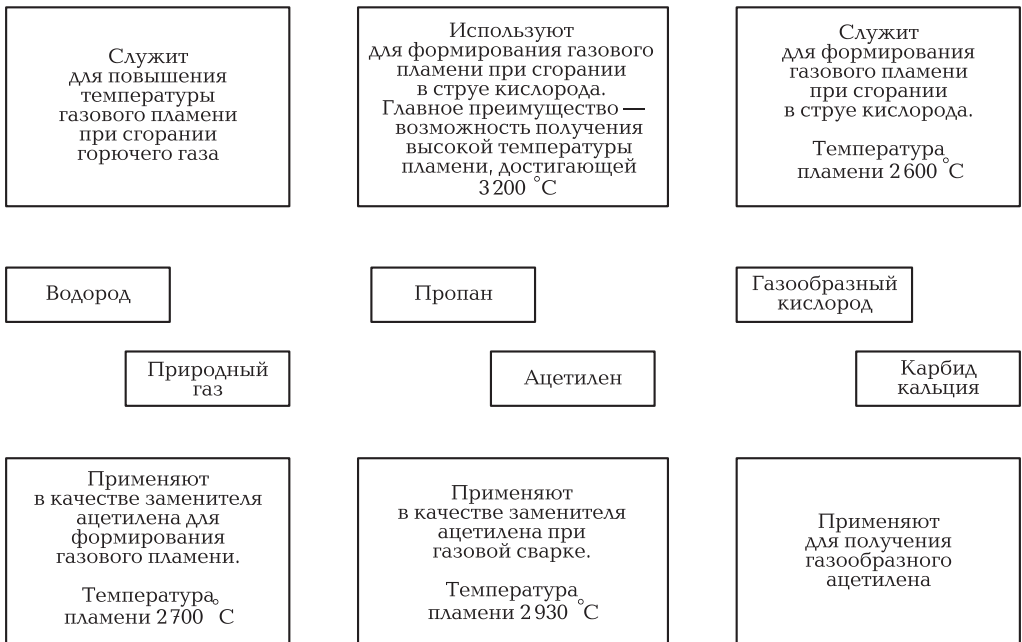 Служит
для повышения
температуры
газового пламени
при сгорании
горючего газа
Используют
для формирования газового
пламени при сгорании
в струе кислорода.
Главное преимущество —
возможность получения
высокой температуры
пламени, достигающей
3 200 °C
Служит
для формирования
газового пламени
при сгорании
в струе кислорода.
Температура
пламени 2 600 °C
Водород
Пропан
Газообразный
кислород
Природный
газ
Ацетилен
Карбид
кальция
Применяют
в качестве заменителя
ацетилена для
формирования
газового пламени.
Температура
пламени 2 700 °C
Применяют
в качестве заменителя
ацетилена при
газовой сварке.
Температура
пламени 2 930 °C
Применяют
для получения
газообразного
ацетилена